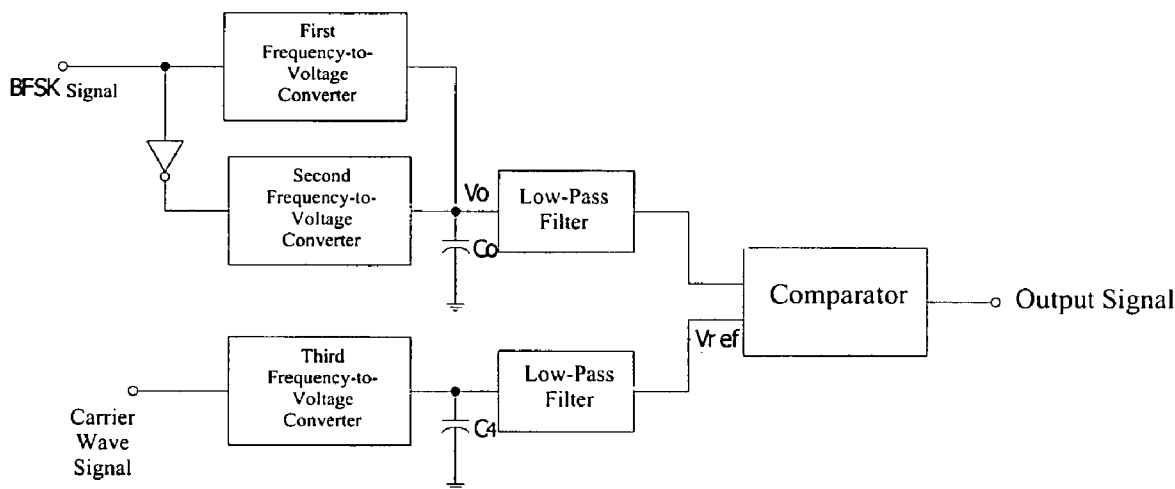 First
Frequency-to-
Voltage
Converter
BFSK Signal
Second
Frequency-to-
Voltage
Converter
Vo
Low-Pass
Filter
Co
Comparator
Output Signal
Vref
Third
Frequency-to-
Voltage
Converter
Low-Pass
Filter
C4
Carrier
Wave
Signal